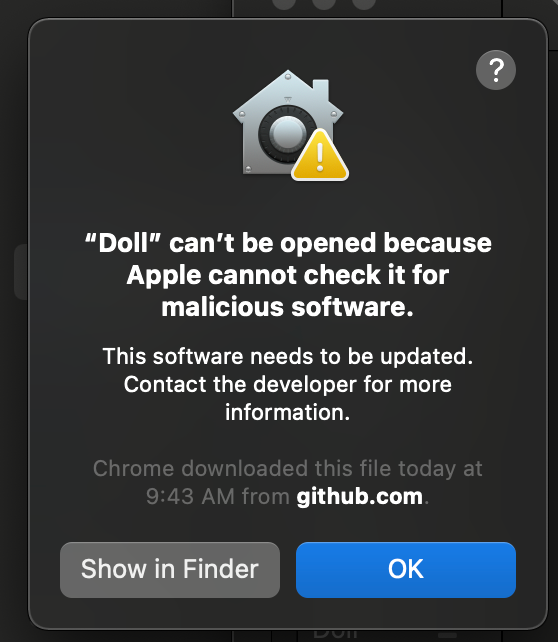 ?
“Doll” can’t be opened because
Apple cannot check it for
malicious software.
This software needs to be updated.
Contact the developer for more
information.
Chrome downloaded this file today at
9:43 AM from github.com.
Show in Finder
OK
Doll